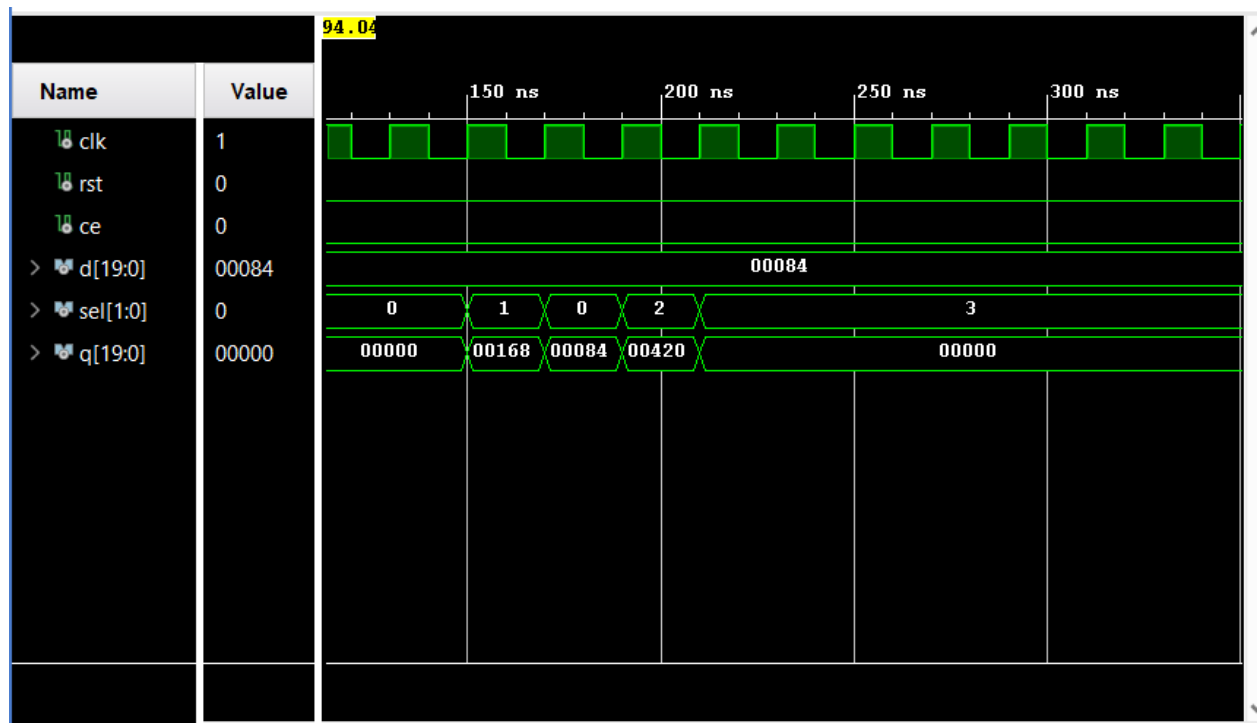 94.04
Name Value
150 ns 200 ns 250 ns 300 ns
clk 1
rst 0
ce 0
d[19:0] 00084 00084
sel[1:0] 0 0 1 0 2 3
q[19:0] 00000 00000 00168 00084 00420 00000